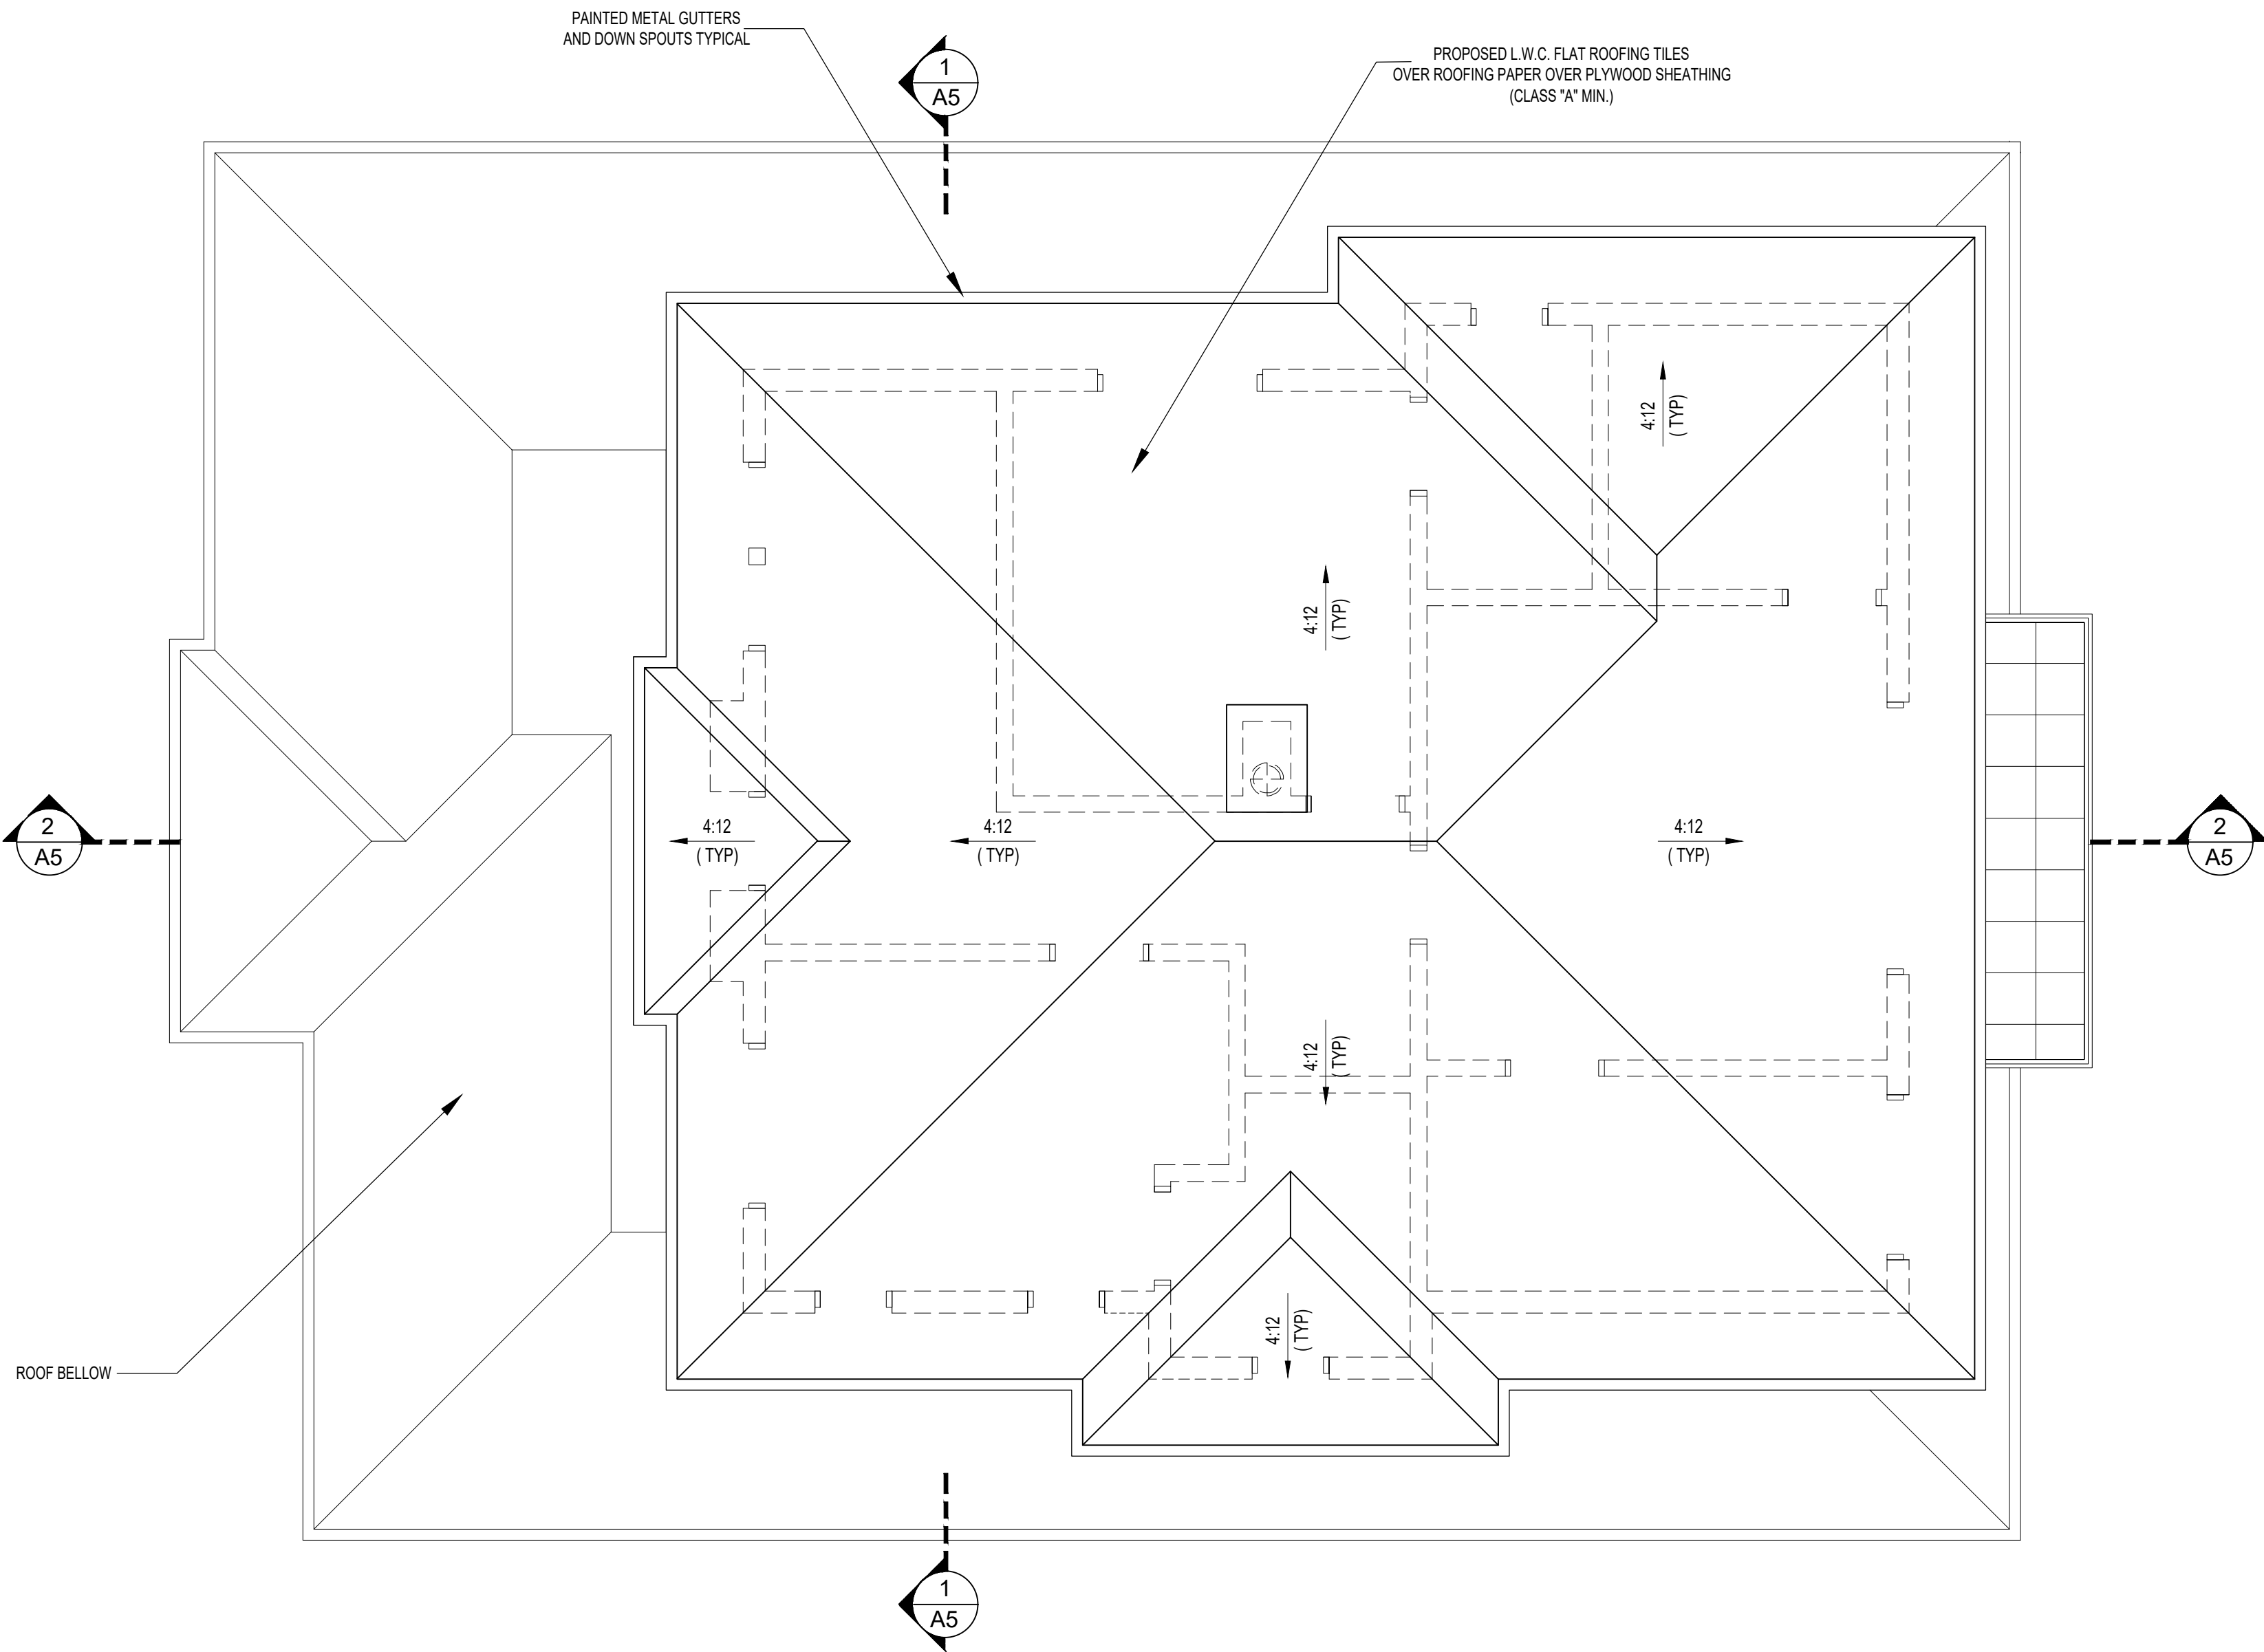 PAINTED METAL GUTTERS
AND DOWN SPOUTS TYPICAL
1
A5
PROPOSED L.W.C. FLAT ROOFING TILES
OVER ROOFING PAPER OVER PLYWOOD SHEATHING
(CLASS "A" MIN.)
4:12
( TYP)
4:12
( TYP)
2
A5
4:12
( TYP)
4:12
( TYP)
4:12
( TYP)
2
A5
4:12
( TYP)
4:12
( TYP)
ROOF BELLOW
1
A5